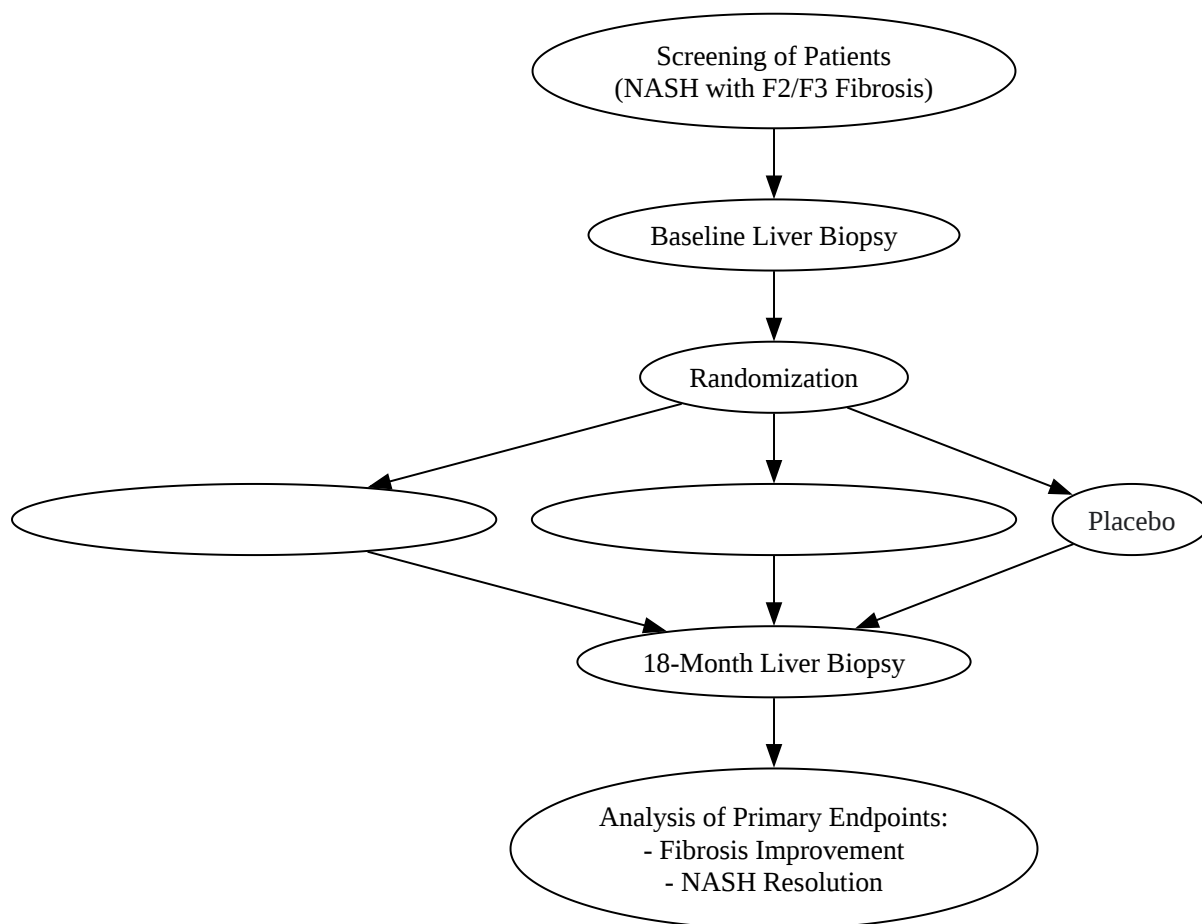 Screening of Patients
(NASH with F2/F3 Fibrosis)
Baseline Liver Biopsy
Randomization
Placebo
18-Month Liver Biopsy
Analysis of Primary Endpoints:
- Fibrosis Improvement
- NASH Resolution